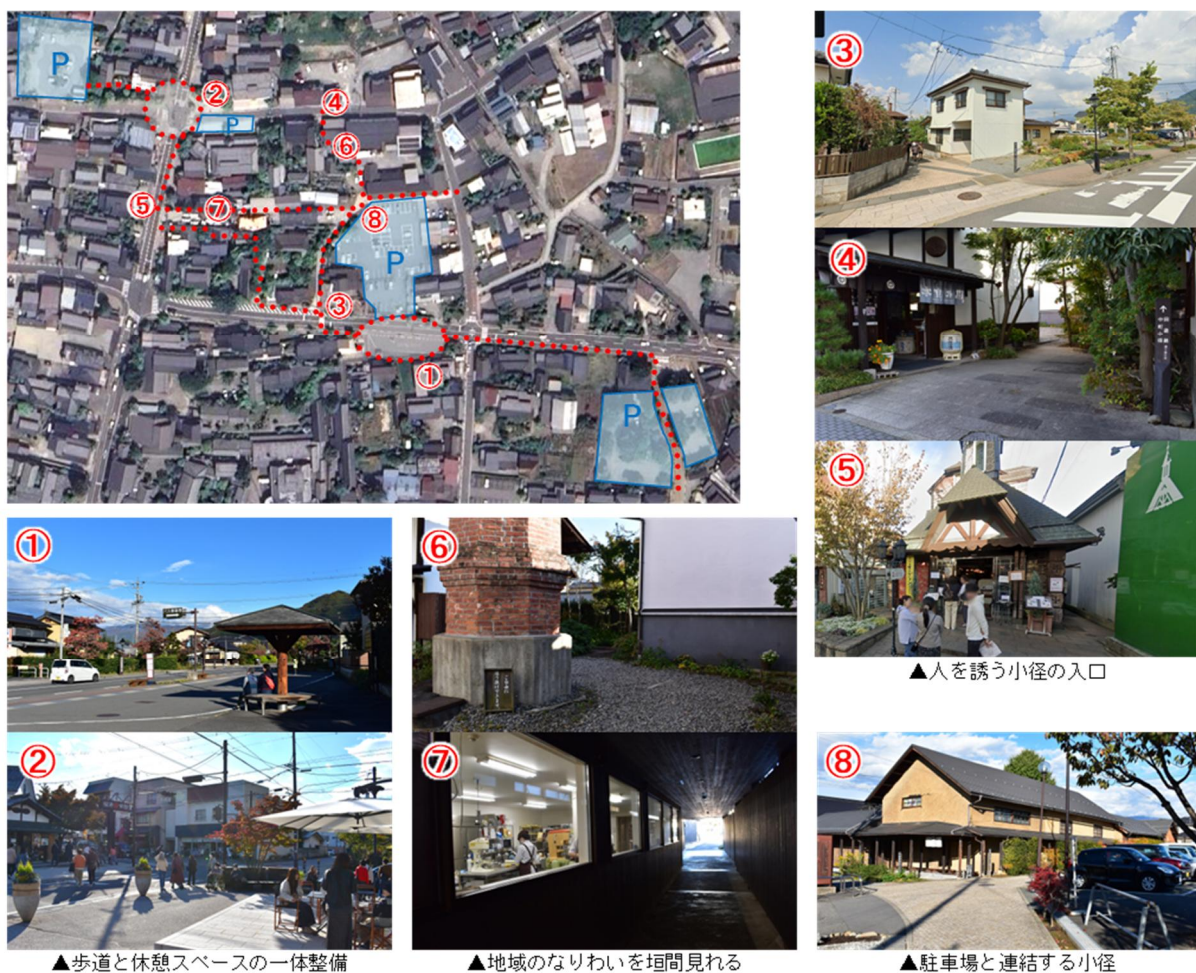 P
②
P
④
⑥
⑤
⑦
⑧
P
③
①
P
③
④
⑤
▲人を誘う小径の入口
①
⑥
②
▲歩道と休憩スペースの一体整備
⑦
▲地域のなりわいを垣間見れる
⑧
▲駐車場と連結する小径